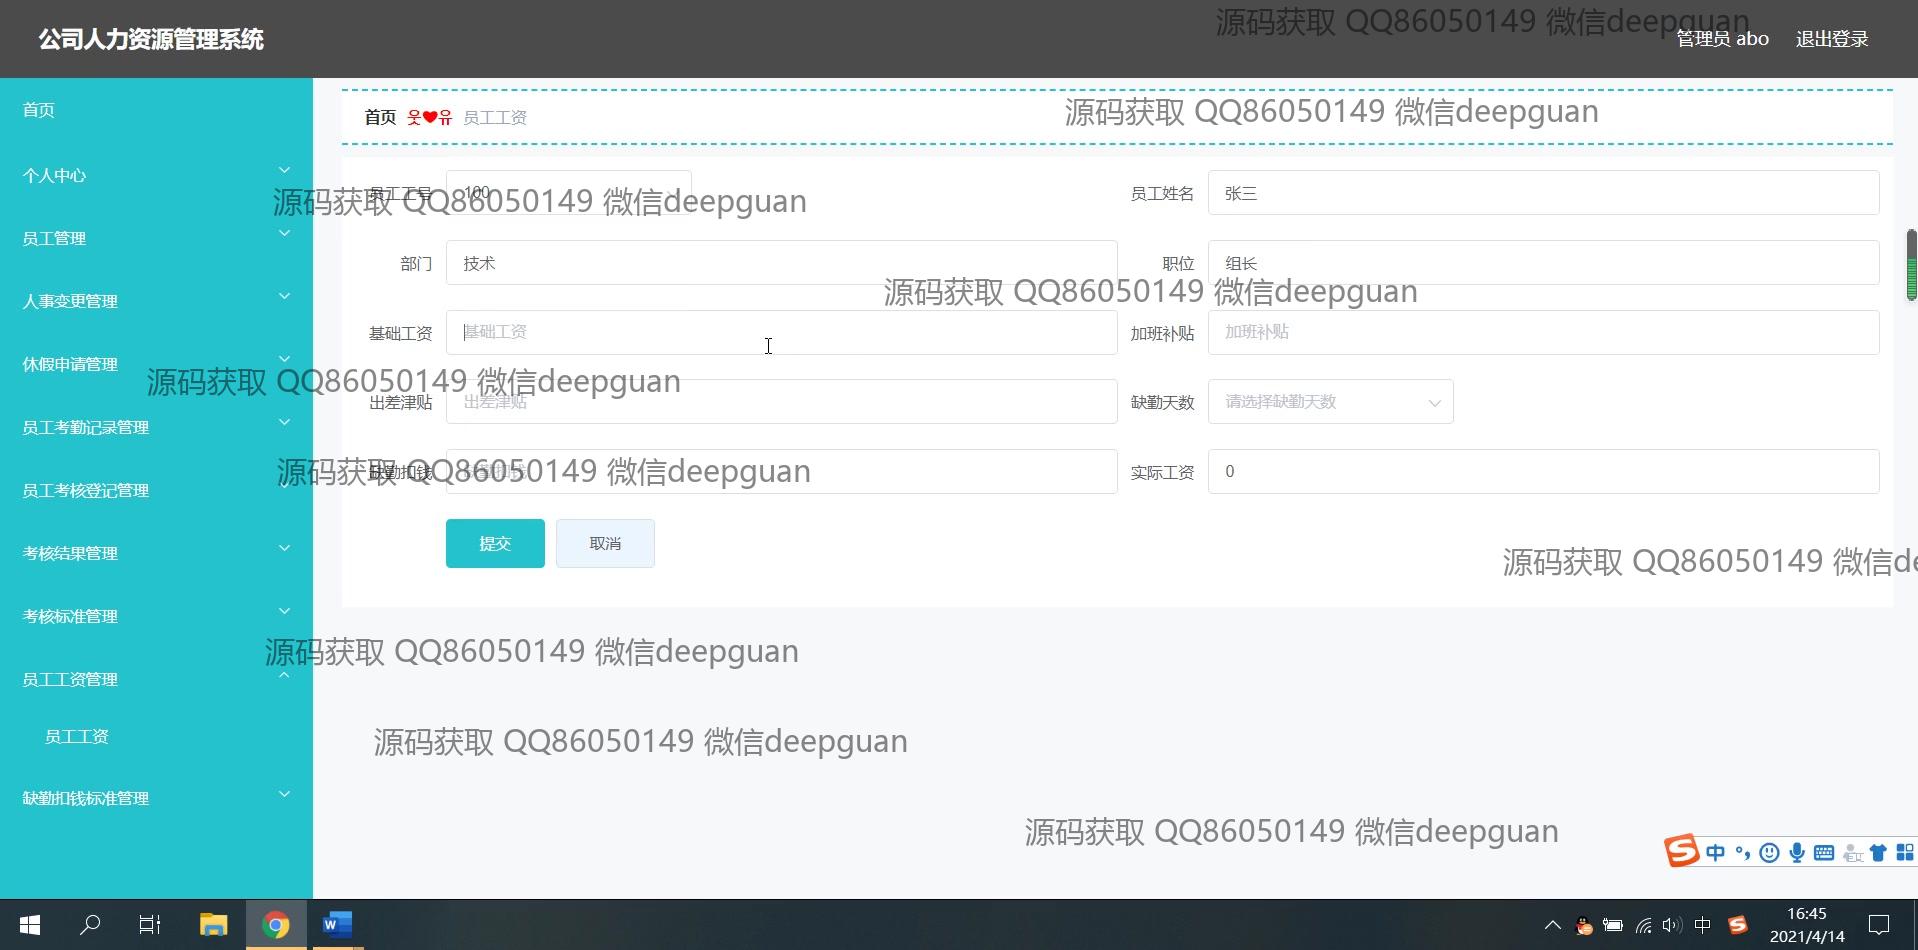 公司人力资源管理系统
源码获取 QQ86050149 微信deepguan
管理员 abo 退出登录
首页
个人中心
员工管理
人事变更管理
休假申请管理
员工考勤记录管理
员工考核登记管理
考核结果管理
考核标准管理
员工工资管理
员工工资
缺勤扣钱标准管理
首页 웃❤유 员工工资
源码获取 QQ86050149 微信deepguan
员工工号 100 员工姓名 张三
源码获取 QQ86050149 微信deepguan
部门 技术 职位 组长
源码获取 QQ86050149 微信deepguan
基础工资 基础工资 加班补贴 加班补贴
源码获取 QQ86050149 微信deepguan
出差津贴 出差津贴 缺勤天数 请选择缺勤天数
源码获取 QQ86050149 微信deepguan
缺勤扣钱 缺勤扣钱 实际工资 0
提交 取消
源码获取 QQ86050149 微信de
源码获取 QQ86050149 微信deepguan
源码获取 QQ86050149 微信deepguan
源码获取 QQ86050149 微信deepguan
中
中
16:45
2021/4/14